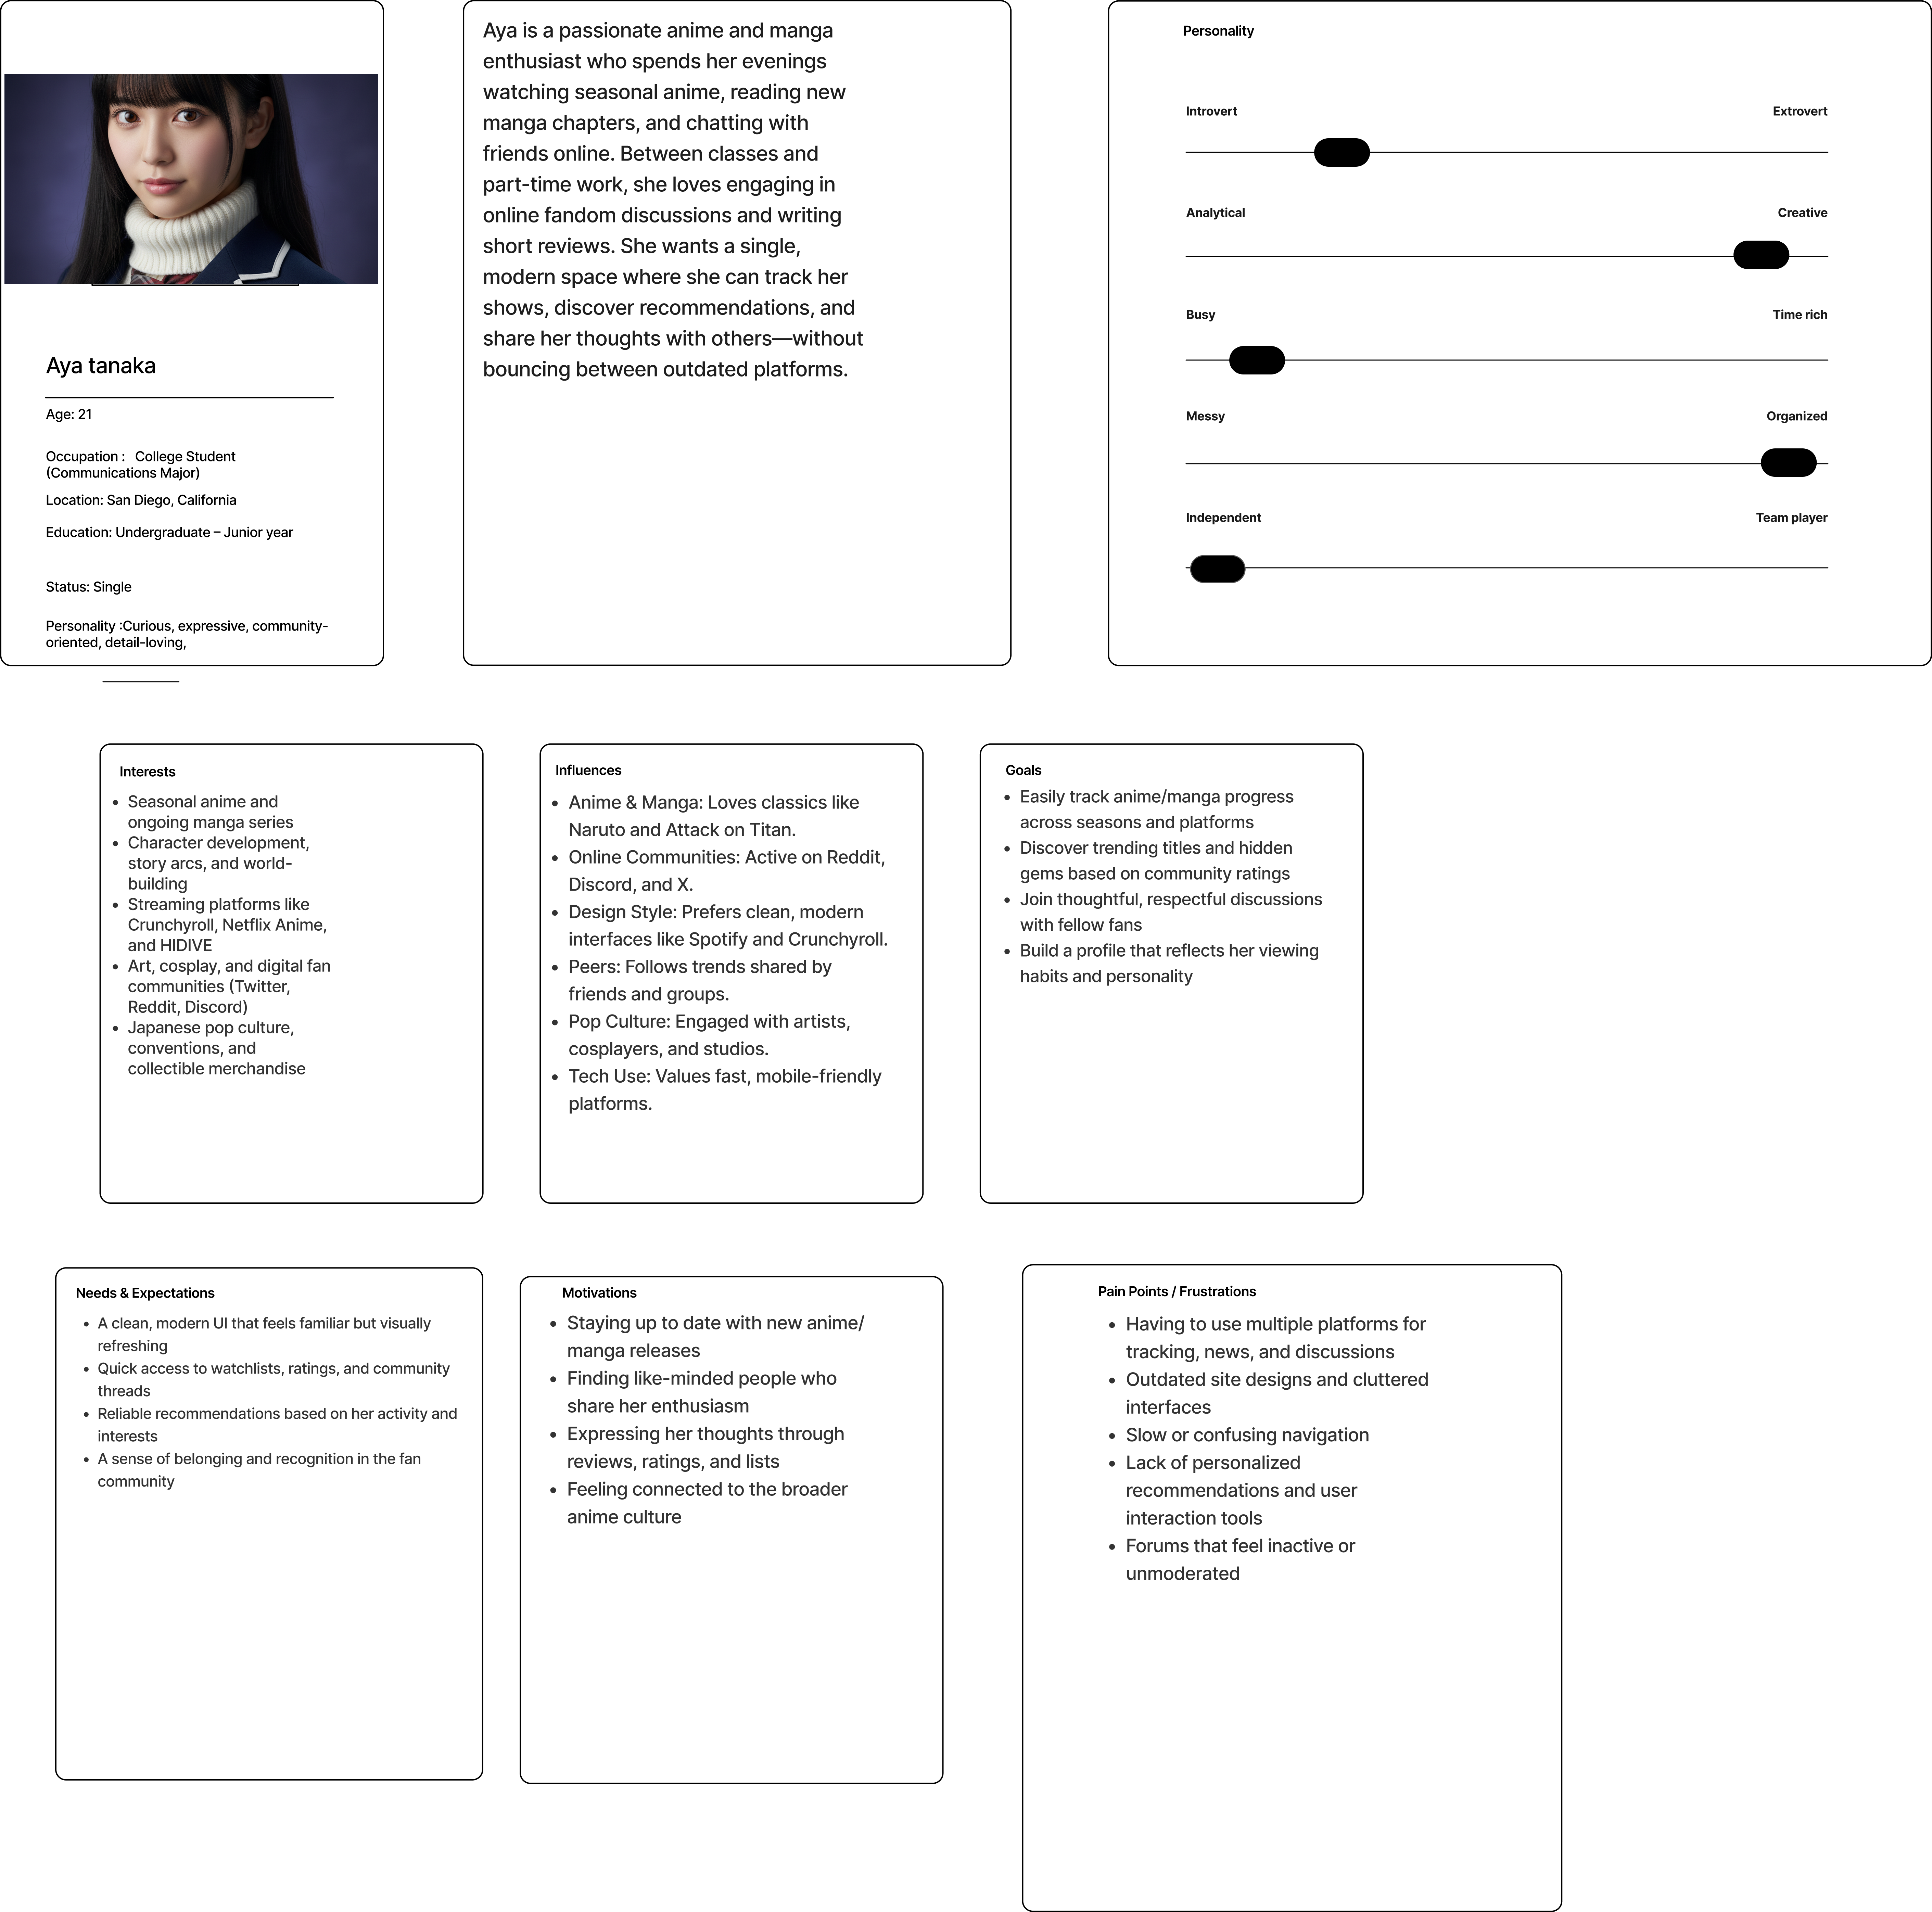 Aya tanaka
Age: 21
Occupation :   College Student
(Communications Major)
Location: San Diego, California
Education: Undergraduate – Junior year
Status: Single
Personality :Curious, expressive, community-
oriented, detail-loving,
Aya is a passionate anime and manga
enthusiast who spends her evenings
watching seasonal anime, reading new
manga chapters, and chatting with
friends online. Between classes and
part-time work, she loves engaging in
online fandom discussions and writing
short reviews. She wants a single,
modern space where she can track her
shows, discover recommendations, and
share her thoughts with others—without
bouncing between outdated platforms.
Personality
Introvert Extrovert
Analytical Creative
Busy Time rich
Messy Organized
Independent Team player
Interests
• Seasonal anime and
ongoing manga series
• Character development,
story arcs, and world-
building
• Streaming platforms like
Crunchyroll, Netflix Anime,
and HIDIVE
• Art, cosplay, and digital fan
communities (Twitter,
Reddit, Discord)
• Japanese pop culture,
conventions, and
collectible merchandise
Influences
• Anime & Manga: Loves classics like
Naruto and Attack on Titan.
• Online Communities: Active on Reddit,
Discord, and X.
• Design Style: Prefers clean, modern
interfaces like Spotify and Crunchyroll.
• Peers: Follows trends shared by
friends and groups.
• Pop Culture: Engaged with artists,
cosplayers, and studios.
• Tech Use: Values fast, mobile-friendly
platforms.
Goals
• Easily track anime/manga progress
across seasons and platforms
• Discover trending titles and hidden
gems based on community ratings
• Join thoughtful, respectful discussions
with fellow fans
• Build a profile that reflects her viewing
habits and personality
Needs & Expectations
• A clean, modern UI that feels familiar but visually
refreshing
• Quick access to watchlists, ratings, and community
threads
• Reliable recommendations based on her activity and
interests
• A sense of belonging and recognition in the fan
community
Motivations
• Staying up to date with new anime/
manga releases
• Finding like-minded people who
share her enthusiasm
• Expressing her thoughts through
reviews, ratings, and lists
• Feeling connected to the broader
anime culture
Pain Points / Frustrations
• Having to use multiple platforms for
tracking, news, and discussions
• Outdated site designs and cluttered
interfaces
• Slow or confusing navigation
• Lack of personalized
recommendations and user
interaction tools
• Forums that feel inactive or
unmoderated